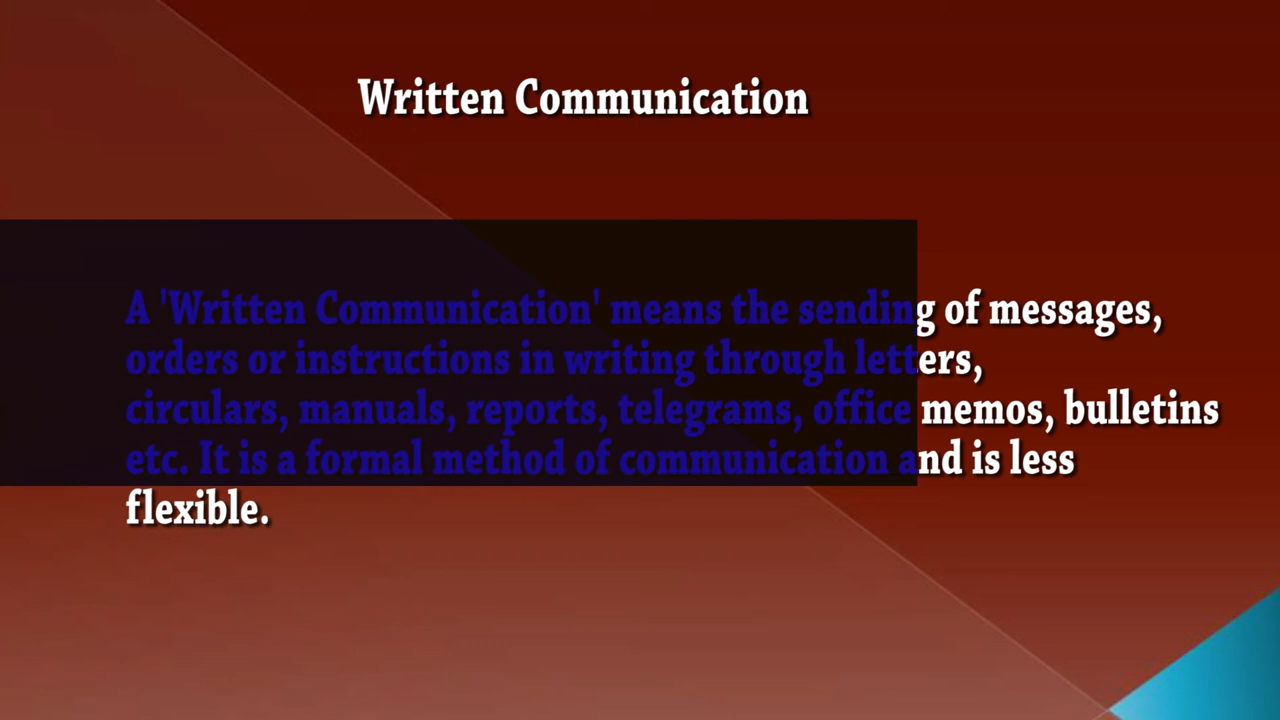 Written Communication
A 'Written Communication' means the sending of messages,
orders or instructions in writing through letters,
circulars, manuals, reports, telegrams, office memos, bulletins
etc. It is a formal method of communication and is less
flexible.